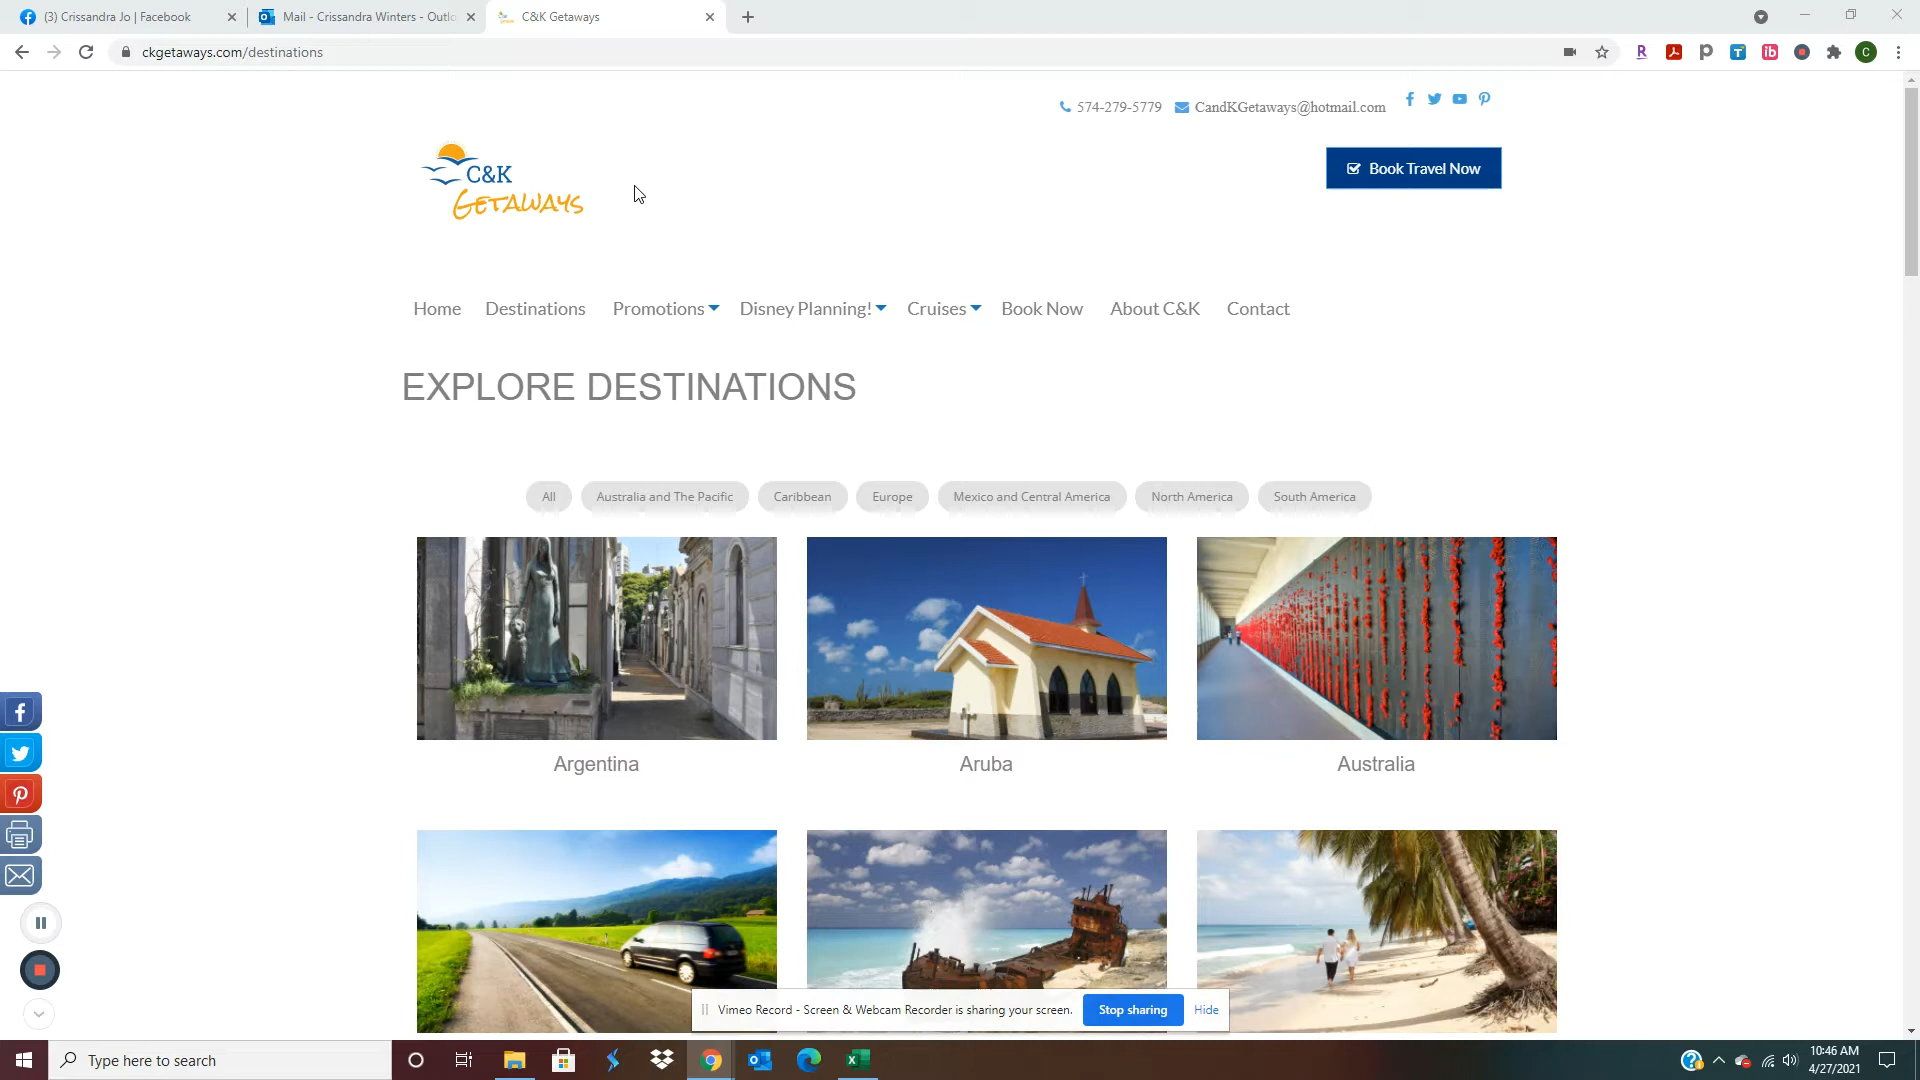 (3) Crissandra Jo | Facebook
Mail - Crissandra Winters - Outlo
C&K Getaways
ckgetaways.com/destinations
574-279-5779
CandKGetaways@hotmail.com
C&K
GETAWAYS
Book Travel Now
Home
Destinations
Promotions
Disney Planning!
Cruises
Book Now
About C&K
Contact
EXPLORE DESTINATIONS
All
Australia and The Pacific
Caribbean
Europe
Mexico and Central America
North America
South America
Argentina
Aruba
Australia
Vimeo Record - Screen & Webcam Recorder is sharing your screen.
Stop sharing
Hide
Type here to search
10:46 AM
4/27/2021